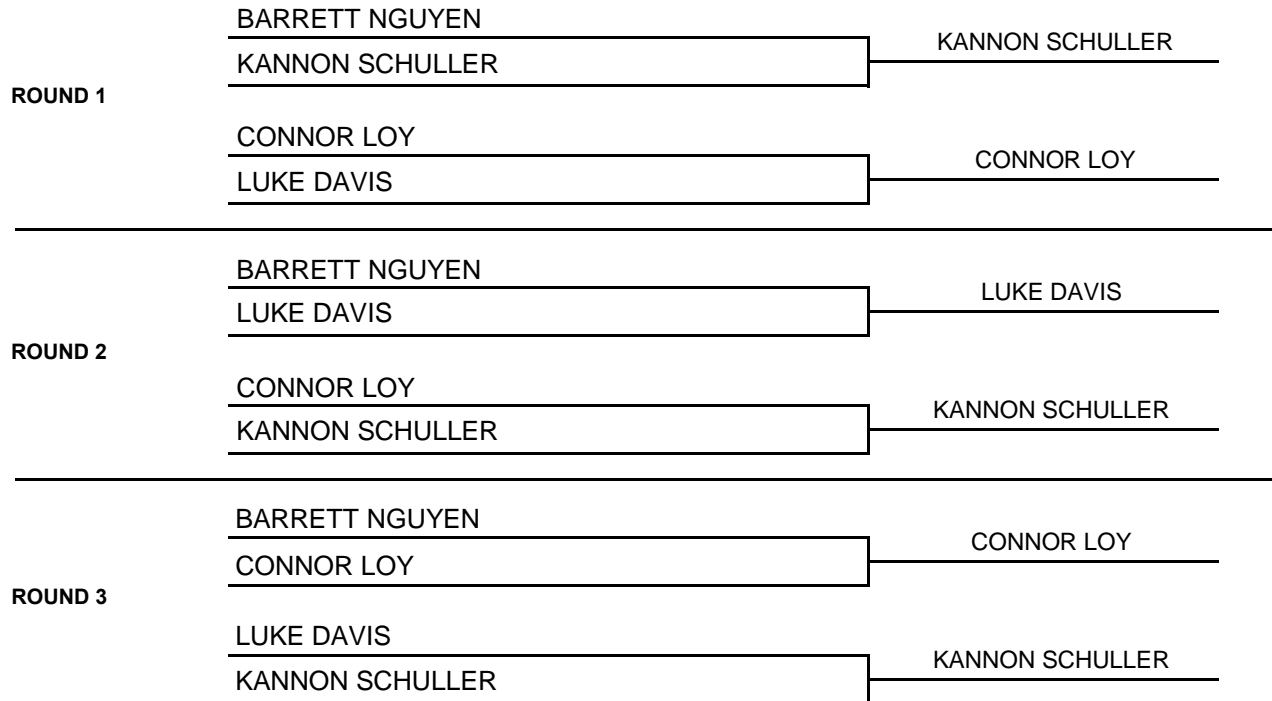 BARRETT NGUYEN
KANNON SCHULLER
KANNON SCHULLER
ROUND 1
CONNOR LOY
CONNOR LOY
LUKE DAVIS
BARRETT NGUYEN
LUKE DAVIS
LUKE DAVIS
ROUND 2
CONNOR LOY
KANNON SCHULLER
KANNON SCHULLER
BARRETT NGUYEN
CONNOR LOY
CONNOR LOY
ROUND 3
LUKE DAVIS
KANNON SCHULLER
KANNON SCHULLER